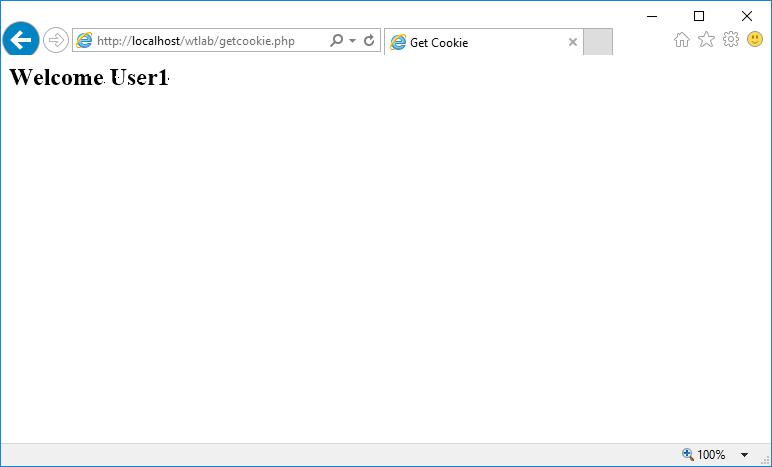 http://localhost/wtlab/getcookie.php
Get Cookie
Welcome User1
100%